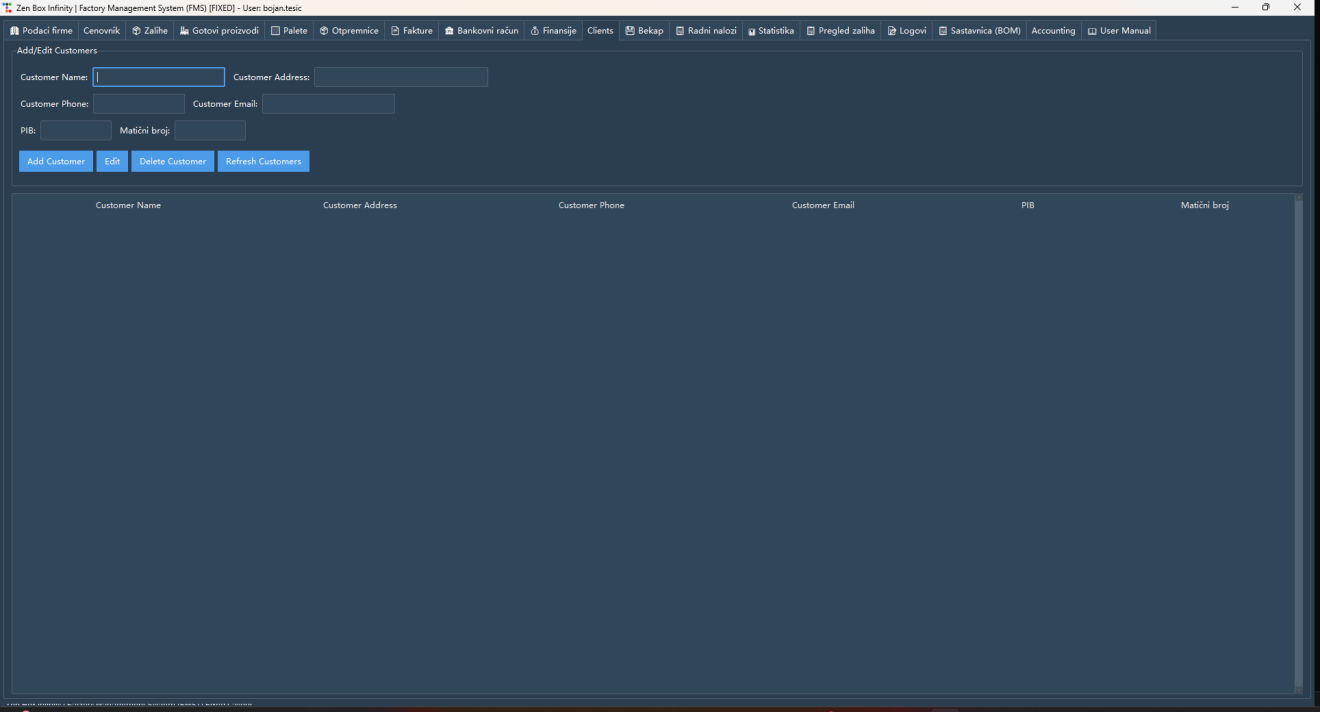 Zen Box Infinity | Factory Management System (FMS) [FIXED] - User: bojan.tesic
Podaci firme Cenovnik Zalihe Gotovi proizvodi Palete Otpremnice Fakture Bankovni račun Finansije Clients Bekap Radni nalozi Statistika Pregled zaliha Logovi Sastavnica (BOM) Accounting User Manual
Add/Edit Customers
Customer Name: Customer Address:
Customer Phone: Customer Email:
PIB: Matični broj:
Add Customer Edit Delete Customer Refresh Customers
Customer Name Customer Address Customer Phone Customer Email PIB Matični broj